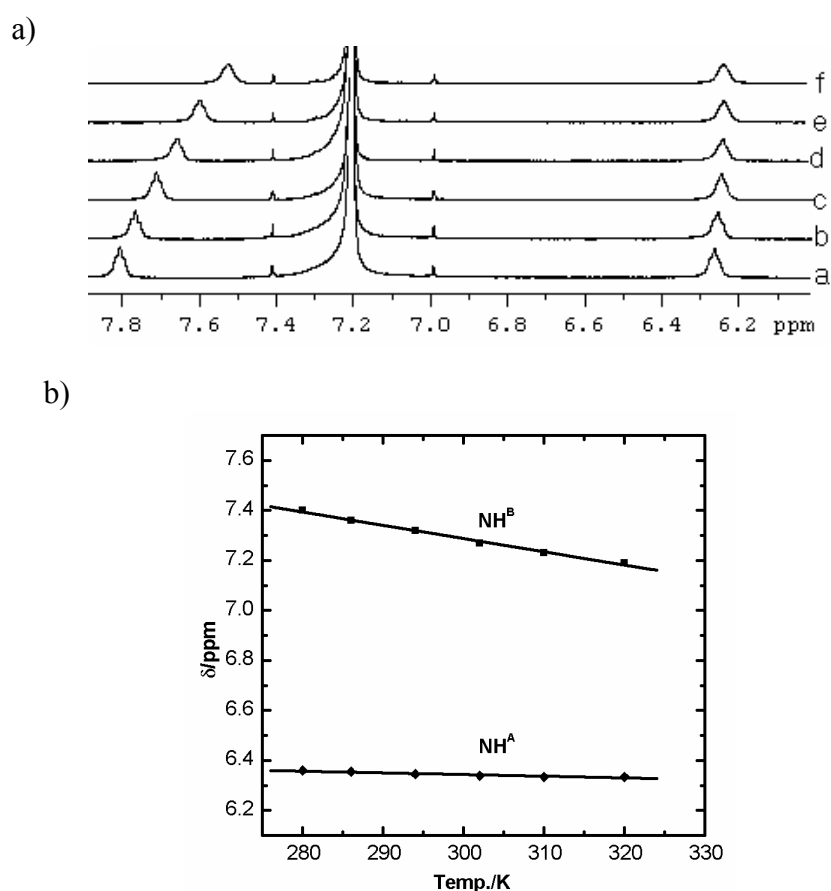 a)
f
e
d
c
b
a
7.8 7.6 7.4 7.2 7.0 6.8 6.6 6.4 6.2 ppm
b)
7.6
7.4
7.2
7.0
6.8
6.6
6.4
6.2
δ/ppm
NH^B
NH^A
280 290 300 310 320 330
Temp./K